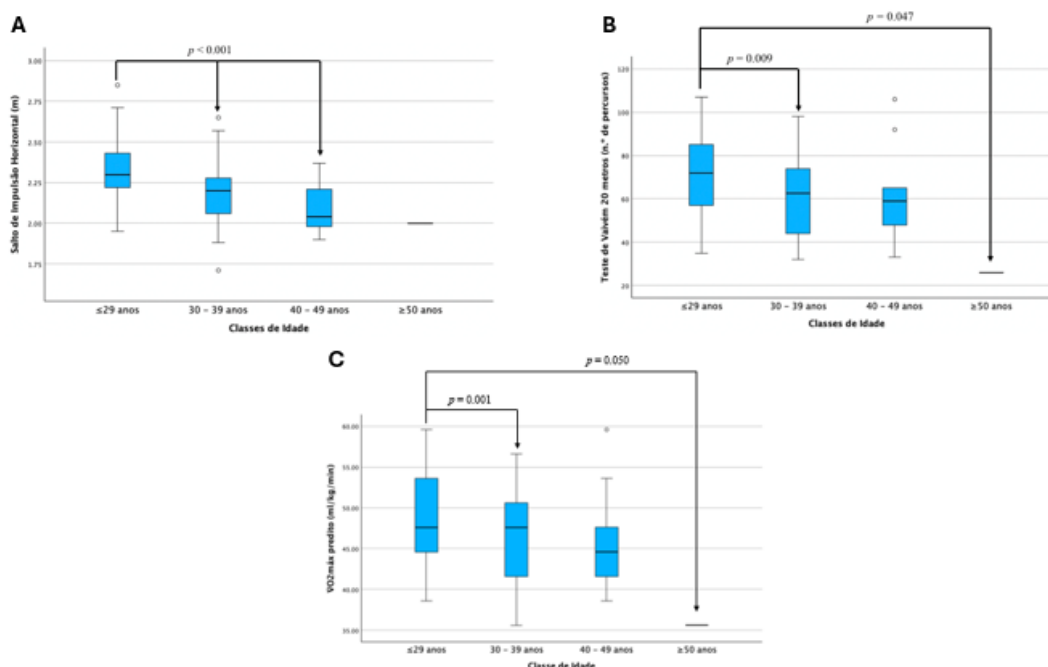 A
p < 0.001
Salto de Impulsão Horizontal (m)
3.00
2.75
2.50
2.25
2.00
1.75
≤29 anos
30 – 39 anos
40 – 49 anos
≥50 anos
Classes de Idade
B
p = 0.047
p = 0.009
Teste de Vaivém 20 metros (n.º de percursos)
120
100
80
60
40
20
≤29 anos
30 – 39 anos
40 – 49 anos
≥50 anos
Classes de Idade
C
p = 0.050
p = 0.001
VO2máx predito (ml/kg/min)
60.00
55.00
50.00
45.00
40.00
35.00
≤29 anos
30 – 39 anos
40 – 49 anos
≥50 anos
Classe de Idade